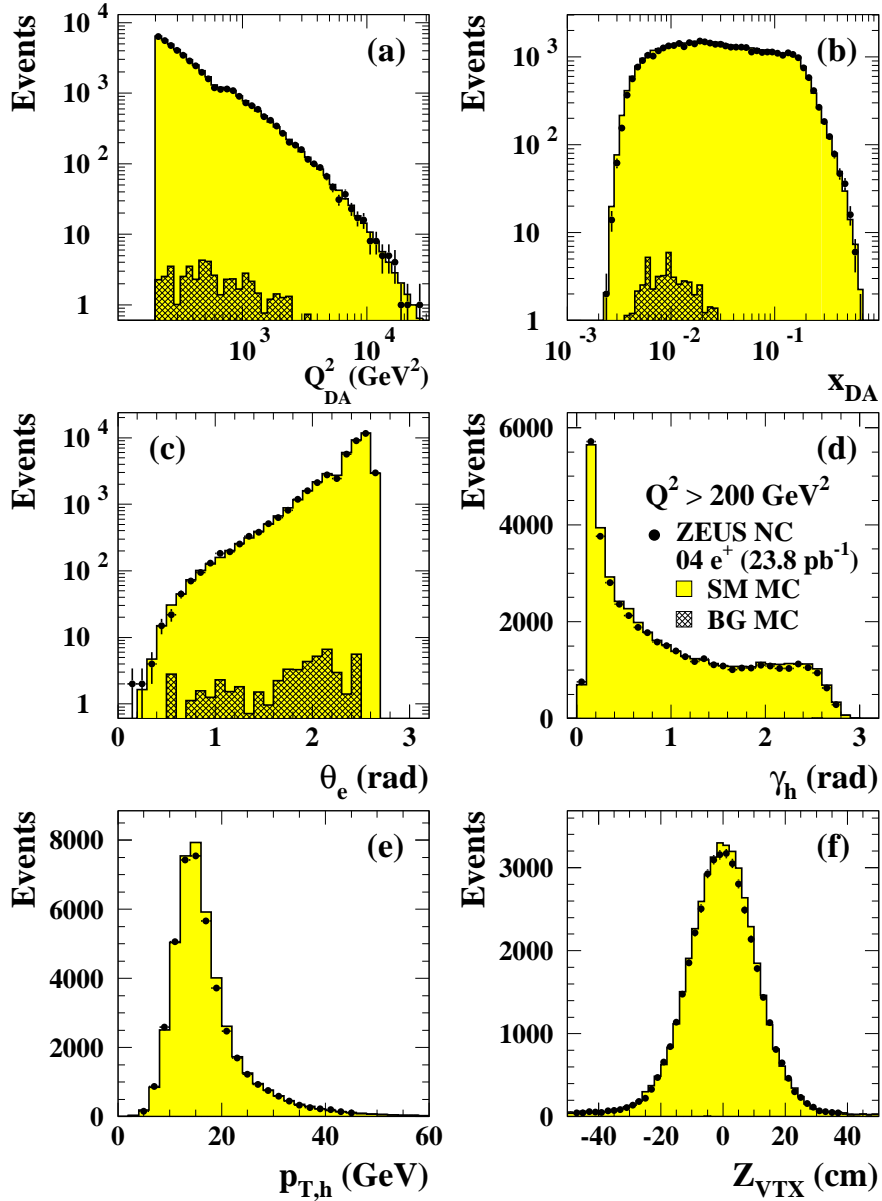 Events
(a)
10^4
10^3
10^2
10
1
10^3 10^4
Q^2_DA (GeV^2)
Events
(b)
10^3
10^2
10
1
10^-3 10^-2 10^-1
x_DA
Events
(c)
10^4
10^3
10^2
10
1
0 1 2 3
θ_e (rad)
Events
(d)
6000
4000
2000
0
Q^2 > 200 GeV^2
ZEUS NC
04 e^+ (23.8 pb^-1)
SM MC
BG MC
0 1 2 3
γ_h (rad)
Events
(e)
8000
6000
4000
2000
0
0 20 40 60
p_T,h (GeV)
Events
(f)
3000
2000
1000
0
-40 -20 0 20 40
Z_VTX (cm)